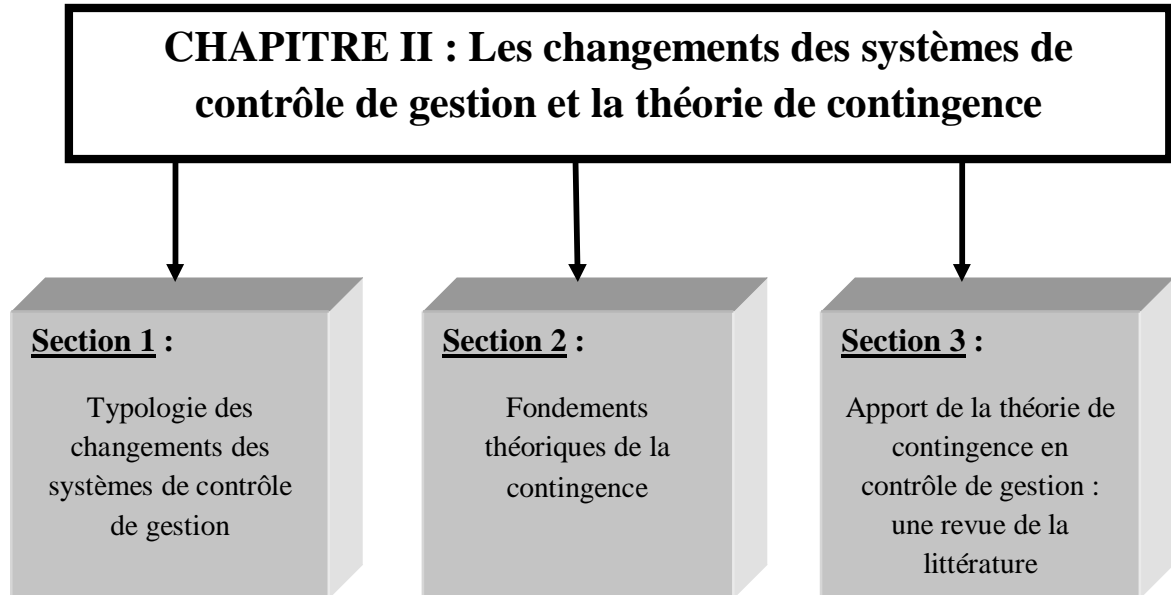 CHAPITRE II : Les changements des systèmes de
contrôle de gestion et la théorie de contingence
Section 1 :
Typologie des
changements des
systèmes de contrôle
de gestion
Section 2 :
Fondements
théoriques de la
contingence
Section 3 :
Apport de la théorie de
contingence en
contrôle de gestion :
une revue de la
littérature